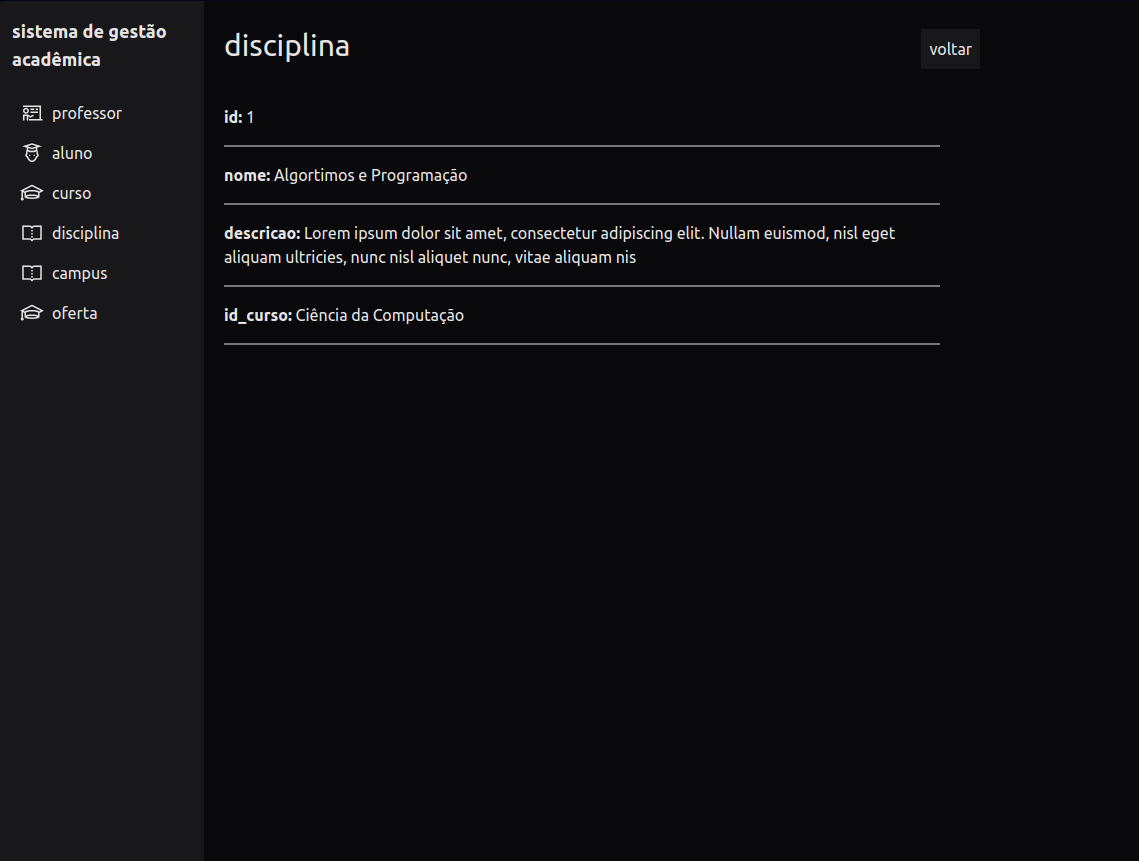 sistema de gestão
acadêmica
professor
aluno
curso
disciplina
campus
oferta
disciplina
voltar
id: 1
nome: Algortimos e Programação
descricao: Lorem ipsum dolor sit amet, consectetur adipiscing elit. Nullam euismod, nisl eget
aliquam ultricies, nunc nisl aliquet nunc, vitae aliquam nis
id_curso: Ciência da Computação